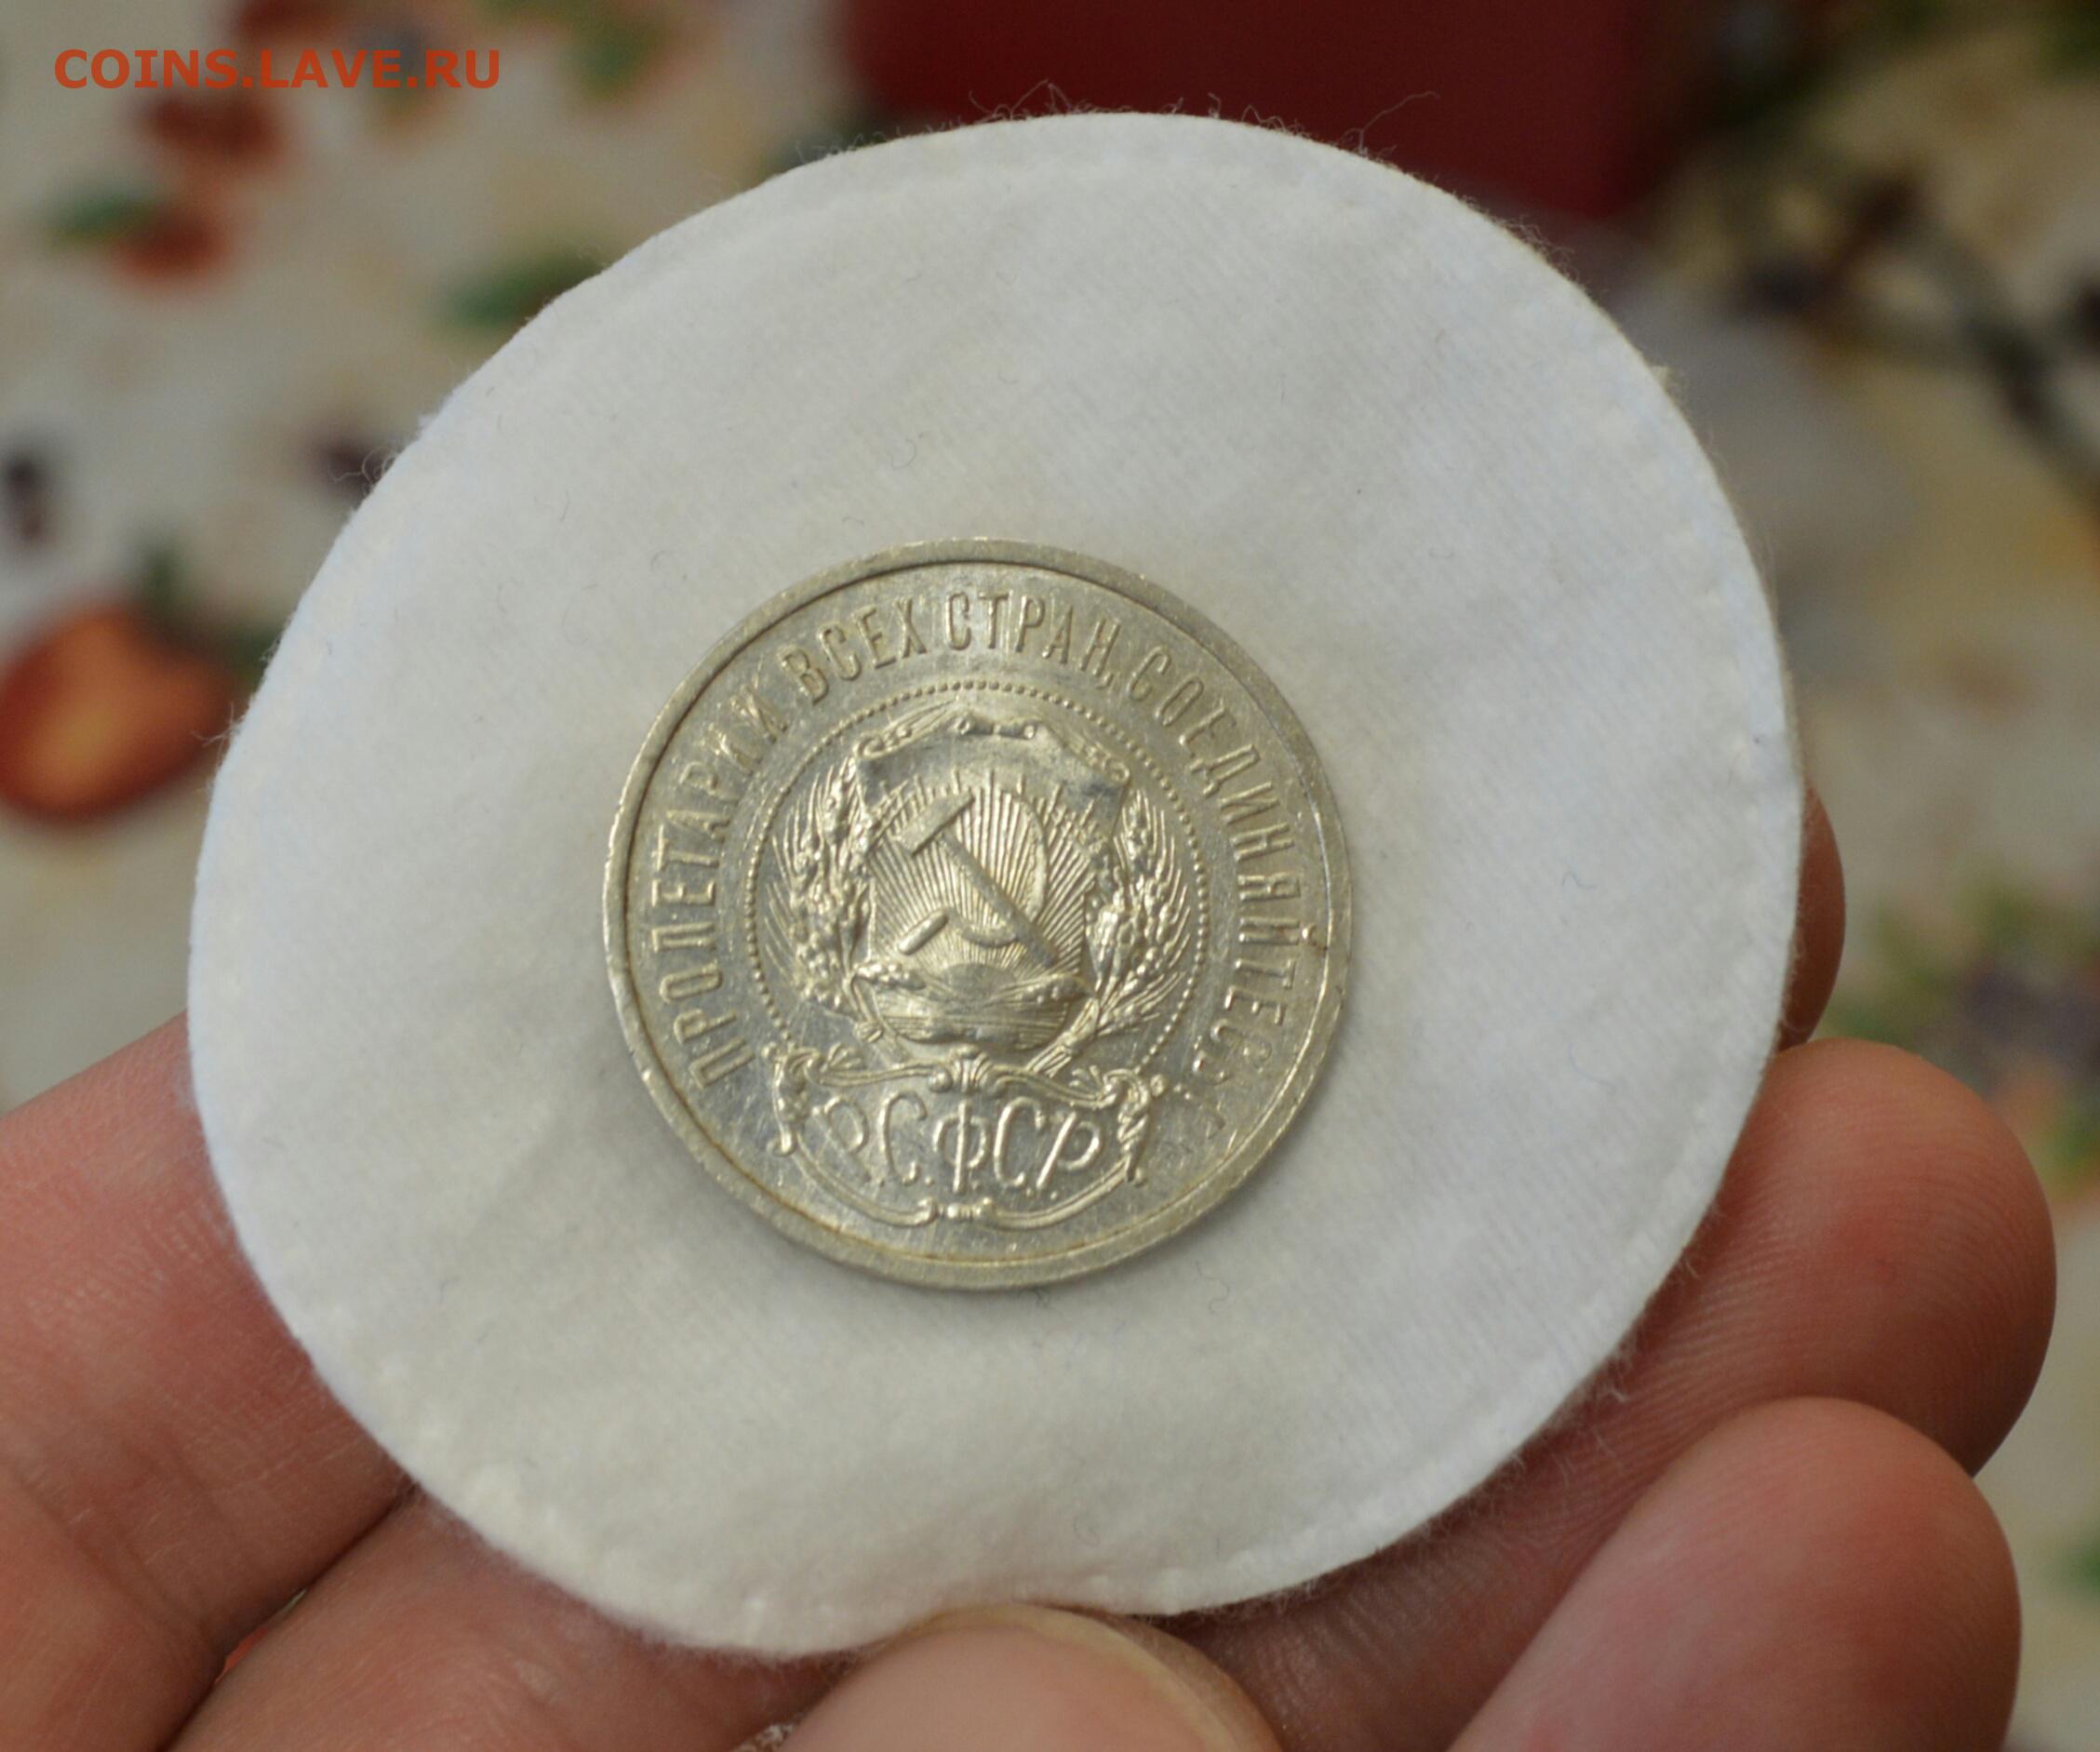 COINS.LAVE.RU
ПРОЛЕТАРИИ ВСЕХ СТРАН, СОЕДИНЯЙТЕСЬ!
Р.С.Ф.С.Р.